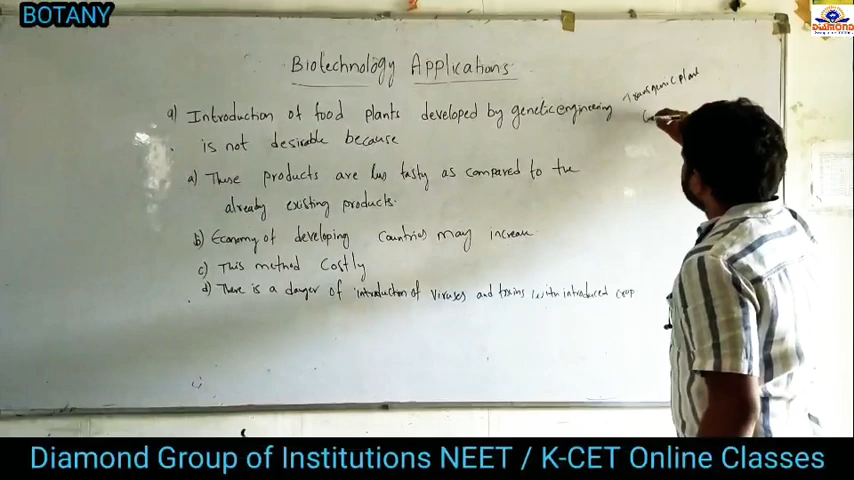 BOTANY
DIAMOND
Biotechnology Applications
q) Introduction of food plants developed by genetic engineering
Transgenic plant
is not desirable because
a) These products are less tasty as compared to the
already existing products.
b) Economy of developing countries may increase
c) This method costly
d) There is a danger of introduction of viruses and toxins with introduced crop
Diamond Group of Institutions NEET / K-CET Online Classes